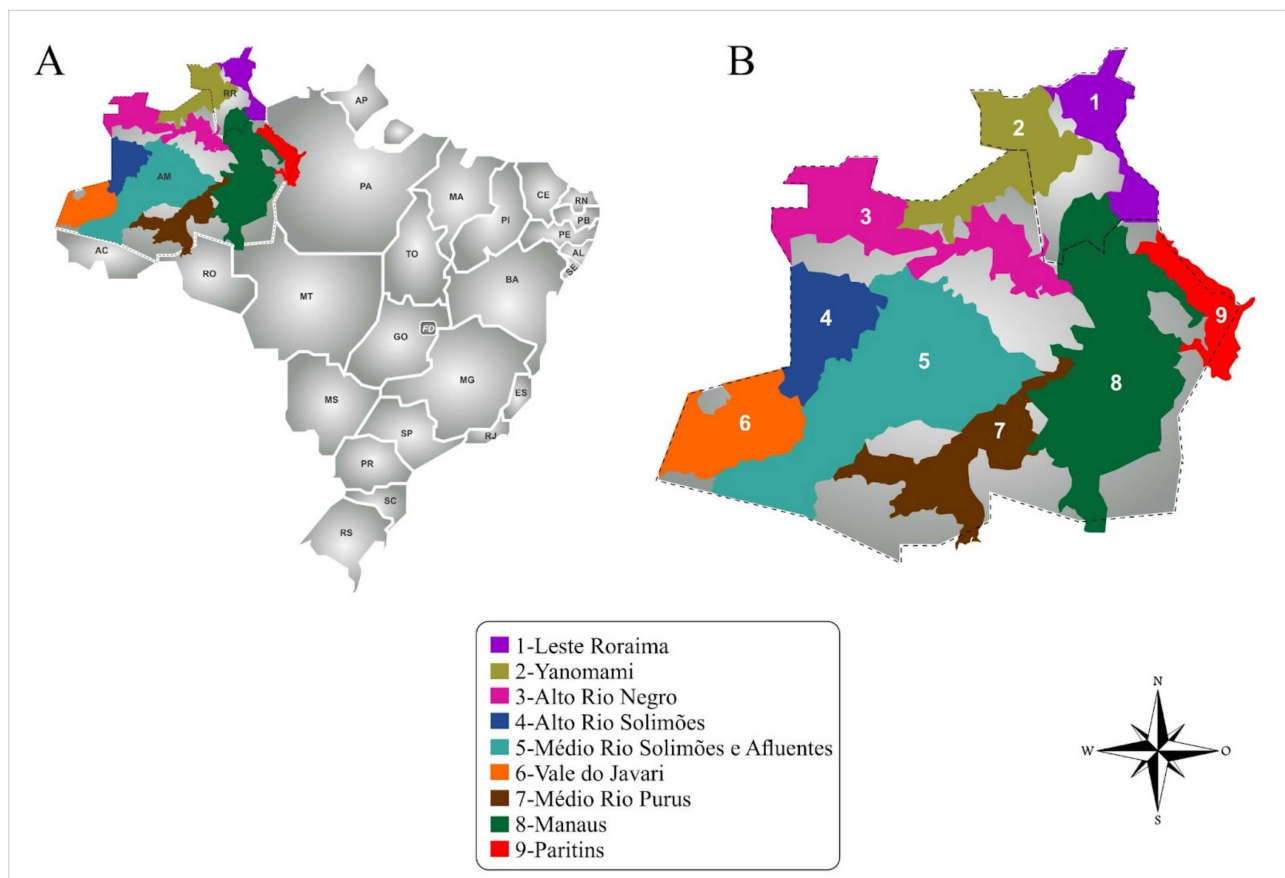 A
B
RR
AP
AM
PA
MA
CE
RN
PB
PI
PE
AL
SE
AC
TO
RO
BA
MT
GO
FD
MG
ES
MS
SP
RJ
PR
SC
RS
1
2
3
4
5
6
7
8
9
1-Leste Roraima
2-Yanomami
3-Alto Rio Negro
4-Alto Rio Solimões
5-Médio Rio Solimões e Afluentes
6-Vale do Javari
7-Médio Rio Purus
8-Manaus
9-Paritins
N
W
O
S